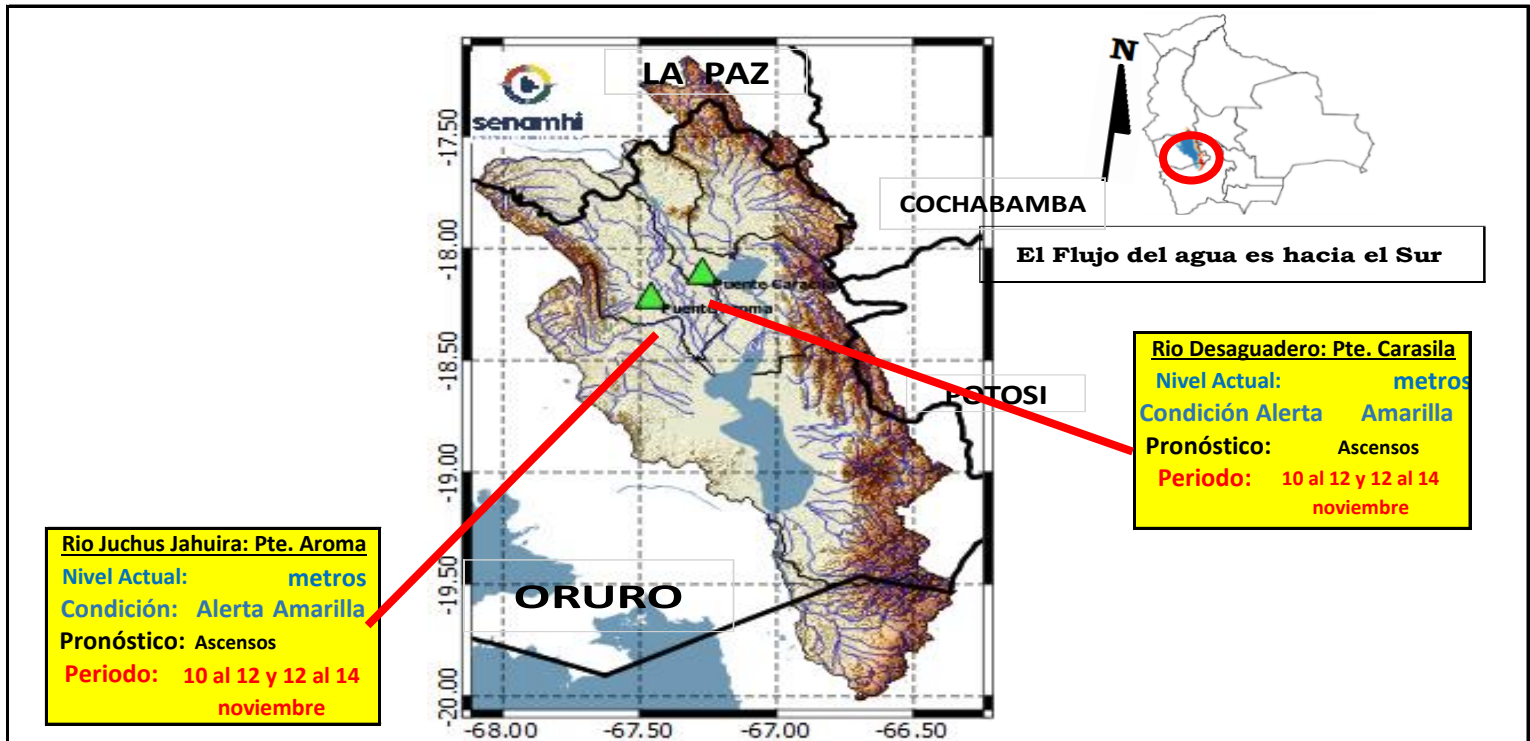 LA PAZ
N
senamhi
COCHABAMBA
El Flujo del agua es hacia el Sur
Puente
Puente
POTOSI
ORURO
-17.50
-18.00
-18.50
-19.00
-19.50
-20.00
-68.00 -67.50 -67.00 -66.50
Rio Desaguadero: Pte. Carasila
Nivel Actual: metros
Condición Alerta Amarilla
Pronóstico: Ascensos
Periodo: 10 al 12 y 12 al 14
noviembre
Rio Juchus Jahuira: Pte. Aroma
Nivel Actual: metros
Condición: Alerta Amarilla
Pronóstico: Ascensos
Periodo: 10 al 12 y 12 al 14
noviembre